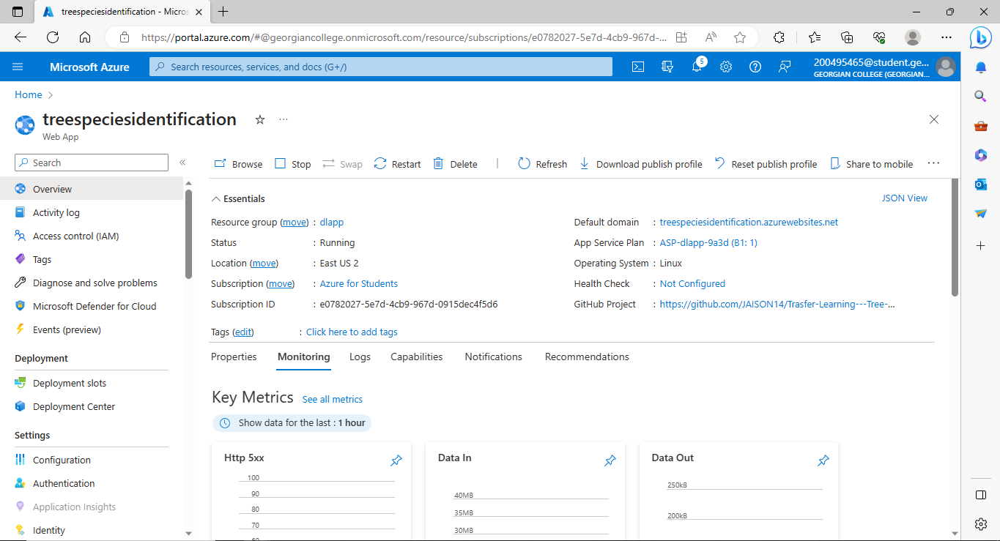 treespeciesidentification - Micros
https://portal.azure.com/#@georgiancollege.onmicrosoft.com/resource/subscriptions/e0782027-5e7d-4cb9-967d-...
Microsoft Azure
Search resources, services, and docs (G+/)
5
200495465@student.ge...
GEORGIAN COLLEGE (GEORGIAN...
Home
treespeciesidentification
Web App
Search
Browse Stop Swap Restart Delete Refresh Download publish profile Reset publish profile Share to mobile
Overview
Activity log
Access control (IAM)
Tags
Diagnose and solve problems
Microsoft Defender for Cloud
Events (preview)
Deployment
Deployment slots
Deployment Center
Settings
Configuration
Authentication
Application Insights
Identity
Essentials
JSON View
Resource group (move) : dlapp
Status : Running
Location (move) : East US 2
Subscription (move) : Azure for Students
Subscription ID : e0782027-5e7d-4cb9-967d-0915dec4f5d6
Default domain : treespeciesidentification.azurewebsites.net
App Service Plan : ASP-dlapp-9a3d (B1: 1)
Operating System : Linux
Health Check : Not Configured
GitHub Project : https://github.com/JAISON14/Trasfer-Learning---Tree-...
Tags (edit) : Click here to add tags
Properties Monitoring Logs Capabilities Notifications Recommendations
Key Metrics See all metrics
Show data for the last : 1 hour
Http 5xx
100
90
80
70
60
Data In
40MB
35MB
30MB
Data Out
250kB
200kB